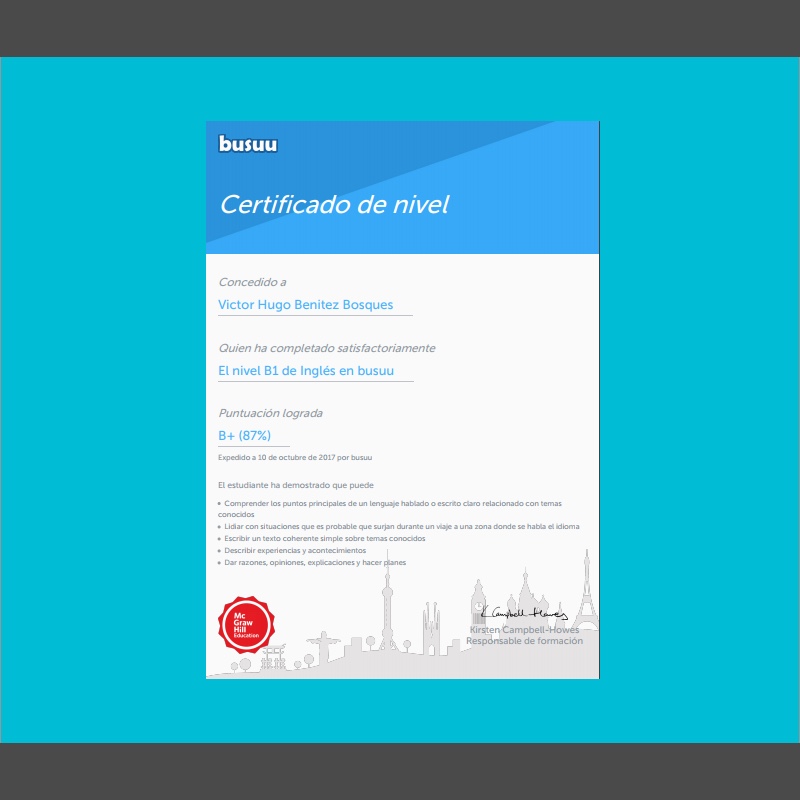 busuu
Certificado de nivel
Concedido a
Victor Hugo Benitez Bosques
Quien ha completado satisfactoriamente
El nivel B1 de Inglés en busuu
Puntuación lograda
B+ (87%)
Expedido a 10 de octubre de 2017 por busuu
El estudiante ha demostrado que puede
• Comprender los puntos principales de un lenguaje hablado o escrito claro relacionado con temas
conocidos
• Lidiar con situaciones que es probable que surjan durante un viaje a una zona donde se habla el idioma
• Escribir un texto coherente simple sobre temas conocidos
• Describir experiencias y acontecimientos
• Dar razones, opiniones, explicaciones y hacer planes
Mc
Graw
Hill
Education
K Campbell-Howes
Kirsten Campbell-Howes
Responsable de formación